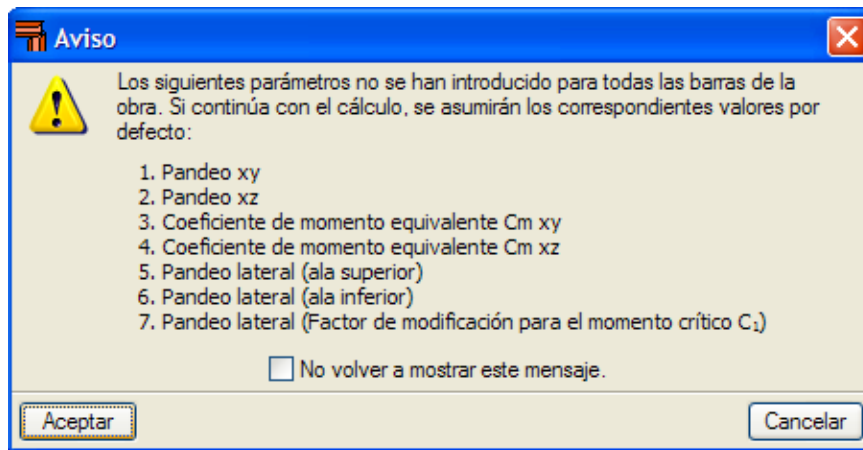 Aviso
Los siguientes parámetros no se han introducido para todas las barras de la
obra. Si continúa con el cálculo, se asumirán los correspondientes valores por
defecto:
1. Pandeo xy
2. Pandeo xz
3. Coeficiente de momento equivalente Cm xy
4. Coeficiente de momento equivalente Cm xz
5. Pandeo lateral (ala superior)
6. Pandeo lateral (ala inferior)
7. Pandeo lateral (Factor de modificación para el momento crítico C₁)
No volver a mostrar este mensaje.
Aceptar
Cancelar